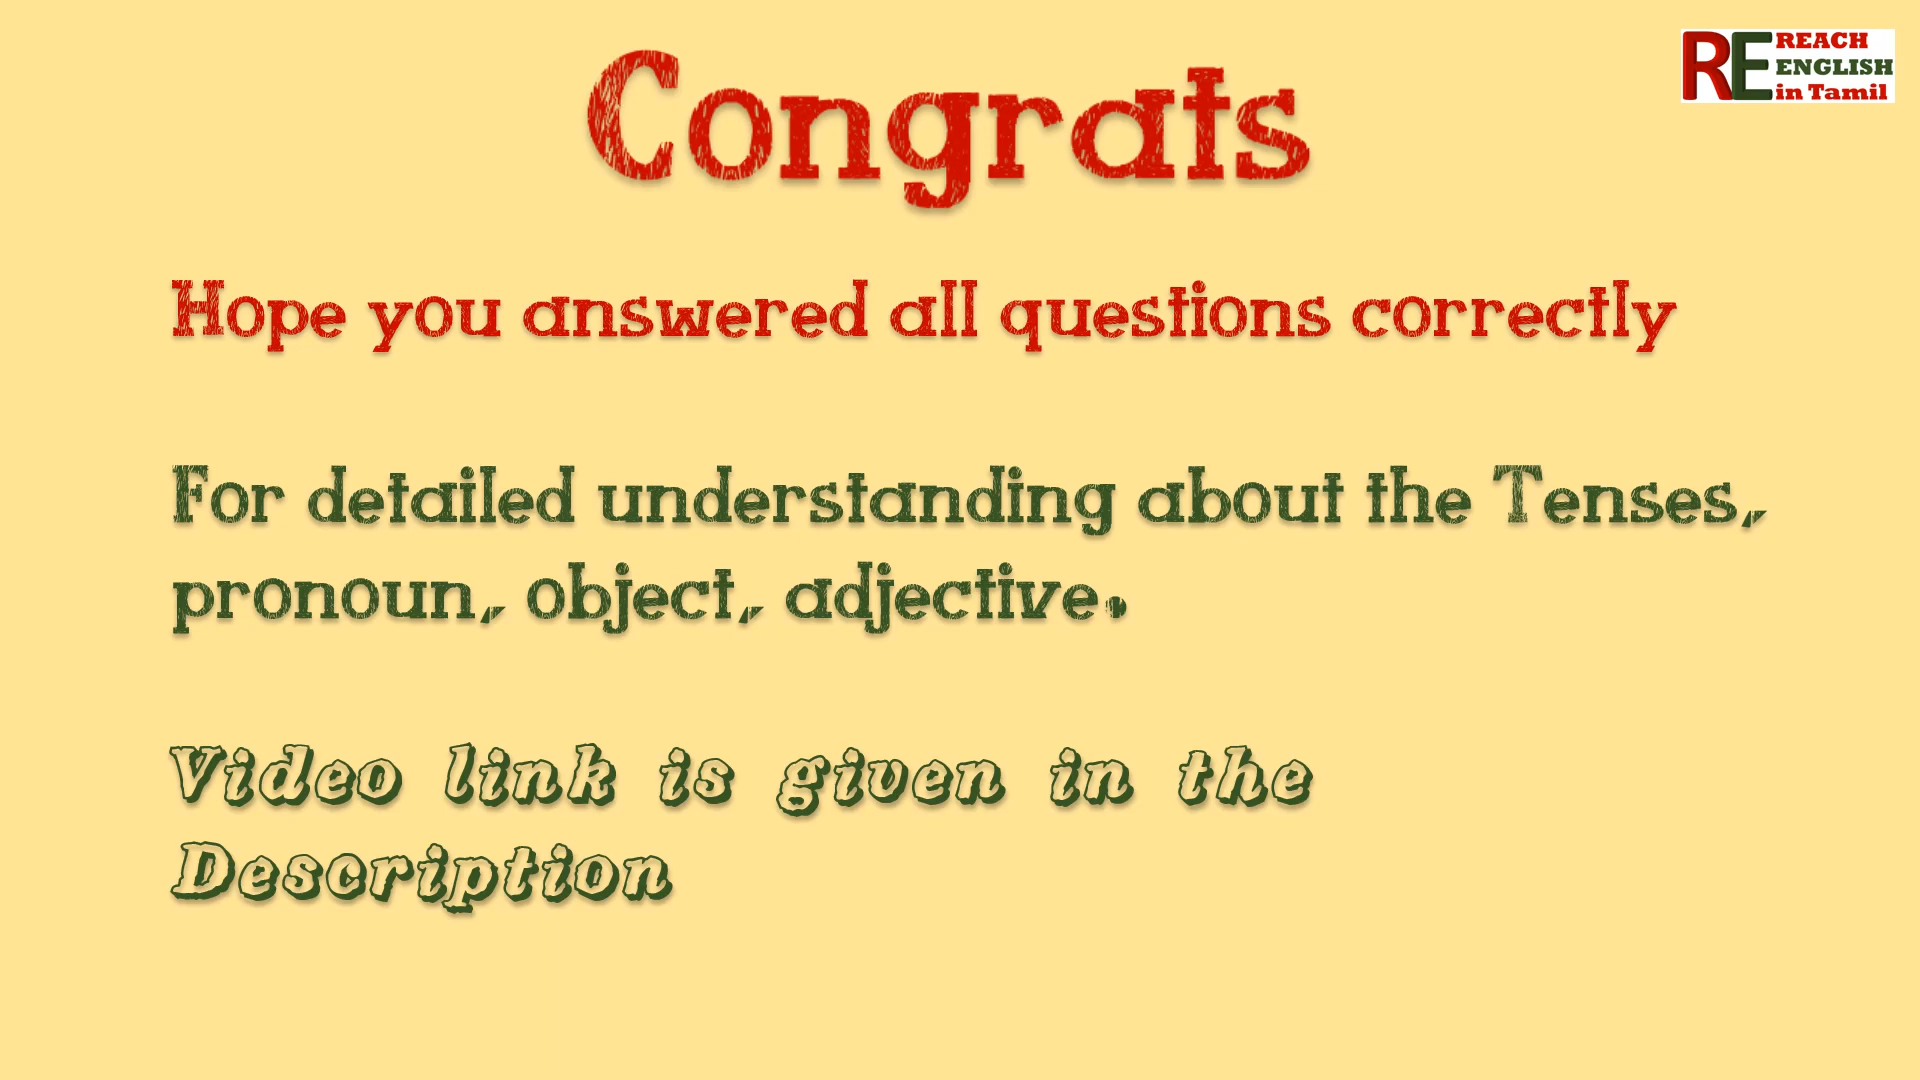 Congrats
RE REACH
ENGLISH
in Tamil
Hope you answered all questions correctly
For detailed understanding about the Tenses,
pronoun, object, adjective.
Video link is given in the
Description